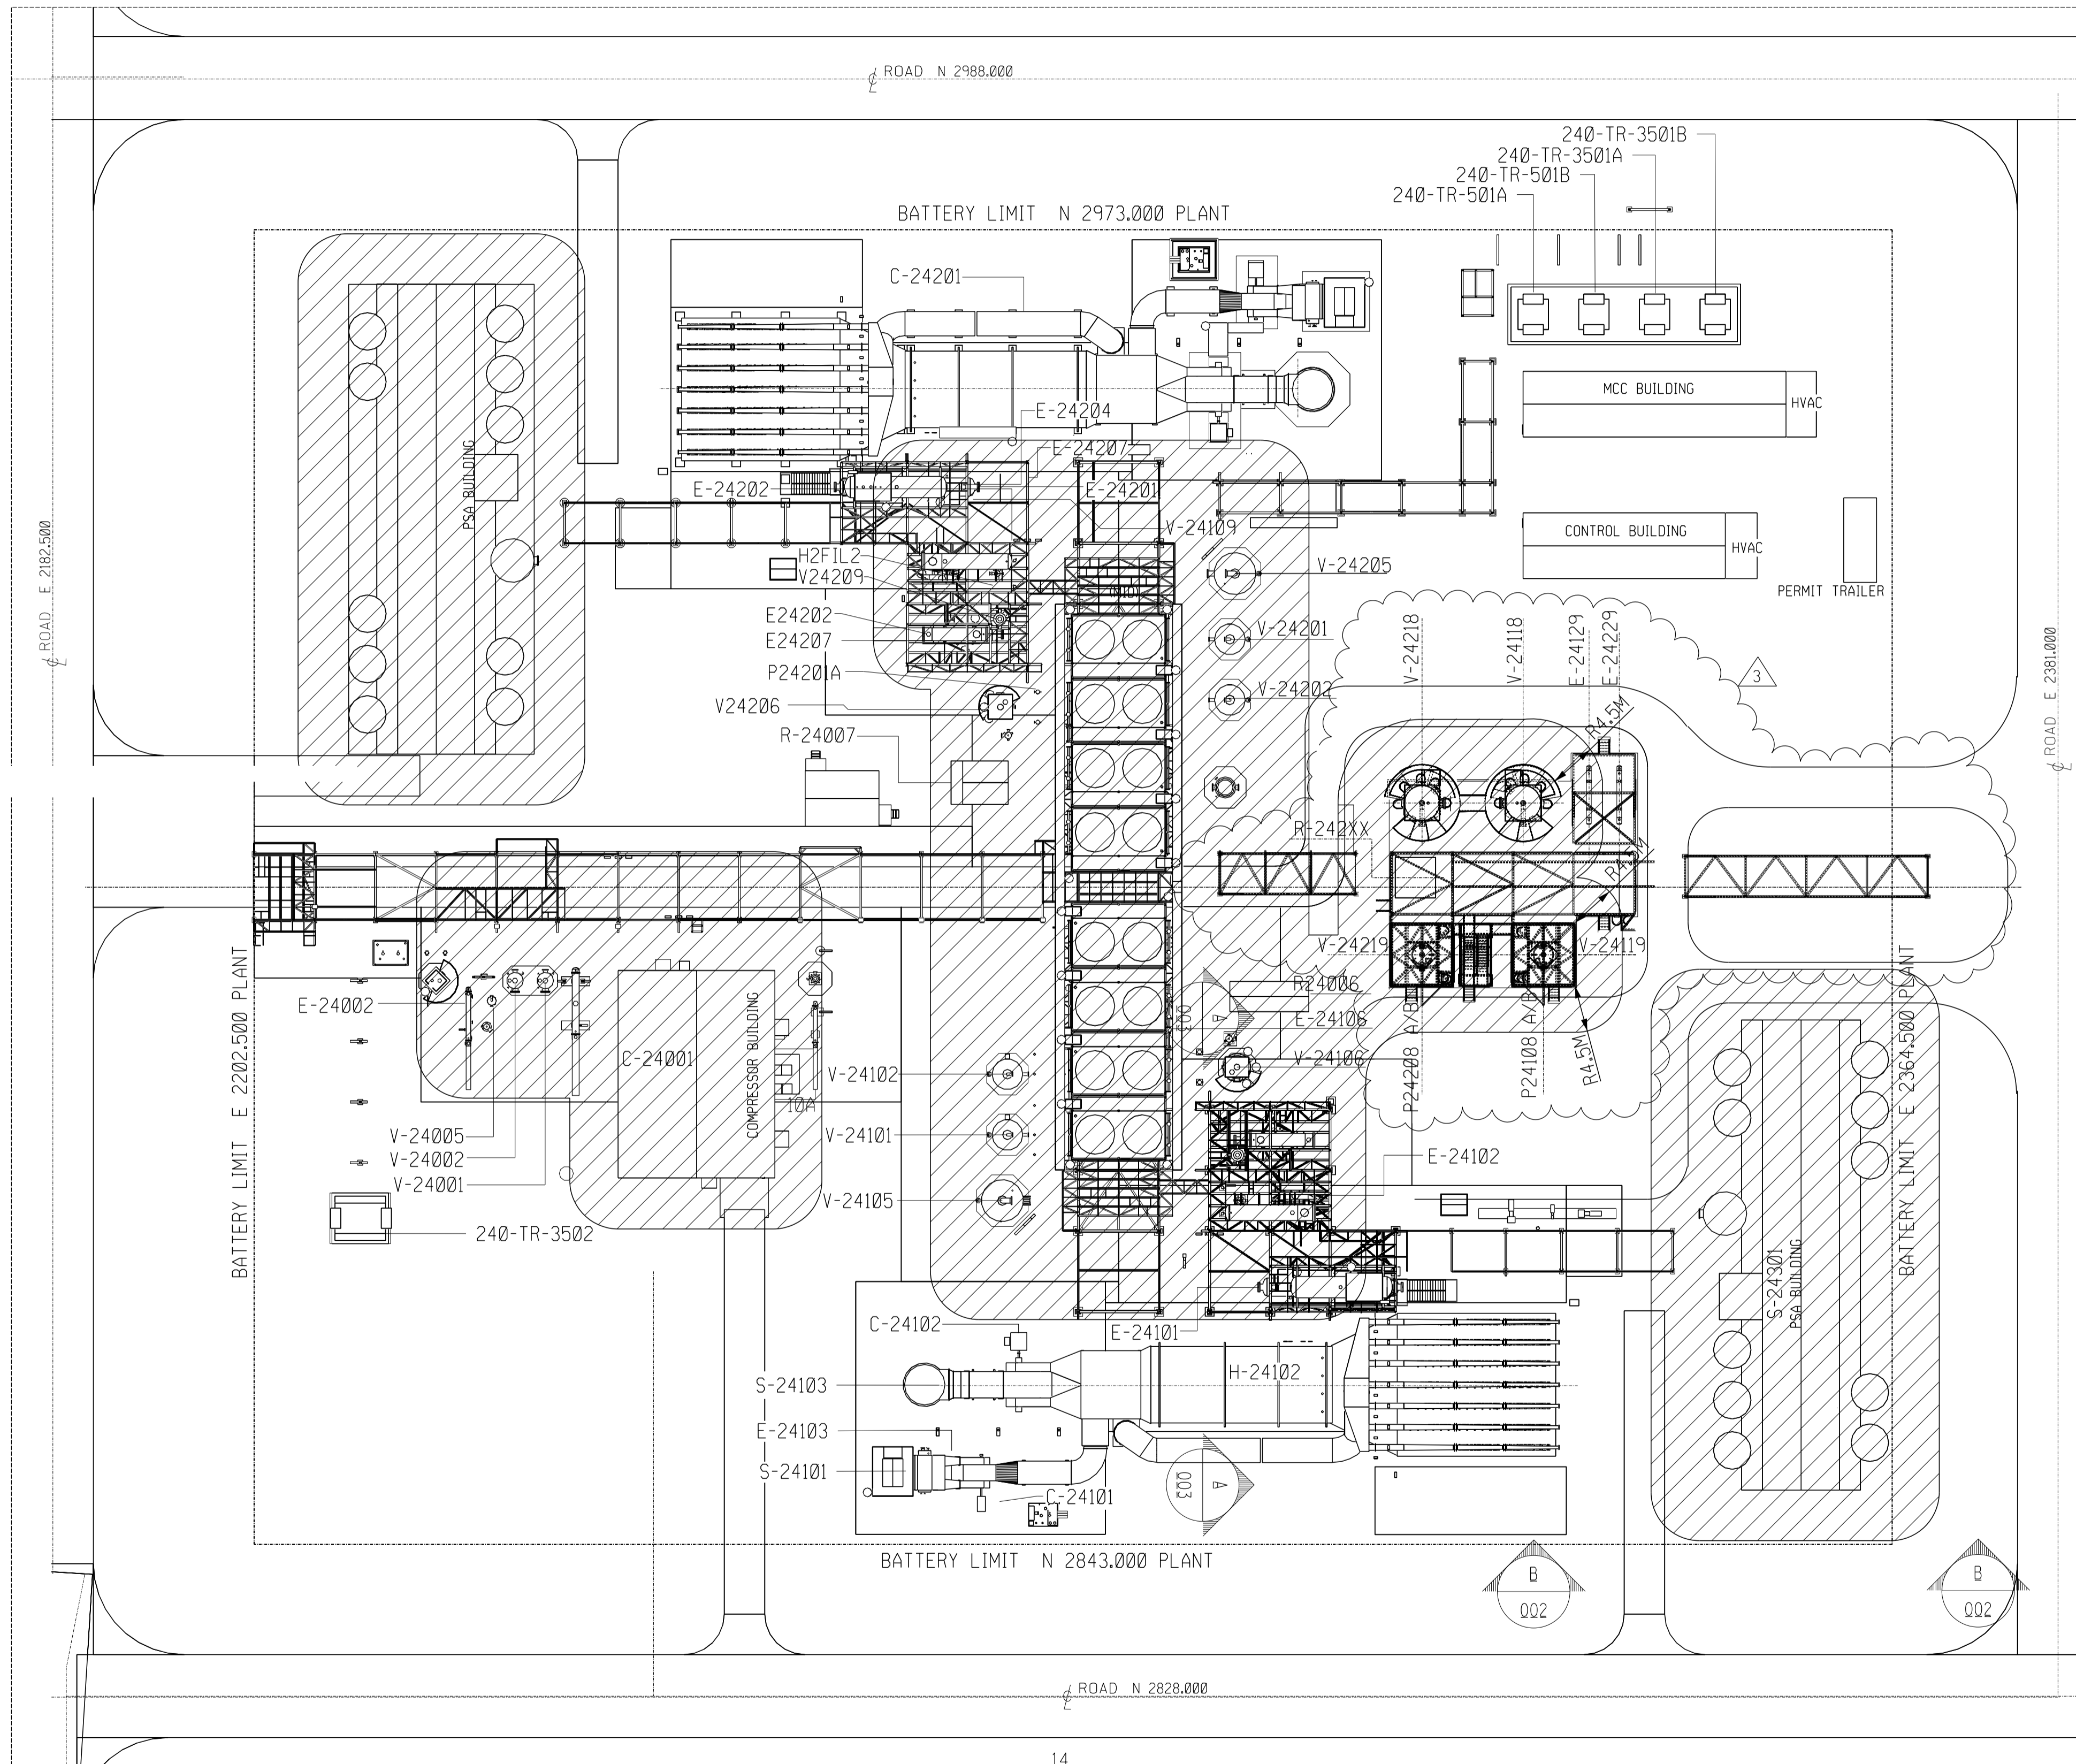 ROAD N 2988.000
240-TR-3501B
240-TR-3501A
240-TR-501B
240-TR-501A
BATTERY LIMIT N 2973.000 PLANT
C-24201
MCC BUILDING
HVAC
E-24204
E-24207
E-24202
E-24201
PSA BUILDING
V-24109
CONTROL BUILDING
HVAC
H2FIL2
V24209
V-24205
PERMIT TRAILER
ROAD E 2182.500
E24202
E24207
V-24201
V-24218
V-24118
E-24129
E-24229
ROAD E 2381.000
P24201A
V24206
V-24202
3
R4.5M
R-24007
R-242XX
R4.5M
V-24219
V-24119
BATTERY LIMIT E 2202.500 PLANT
E-24002
R24006
003
A
E-24106
C-24001
COMPRESSOR BUILDING
V-24106
V-24102
P24208 A/B
P24108 A/B
R4.5M
BATTERY LIMIT E 2364.500 PLANT
10A
V-24005
V-24101
V-24002
E-24102
V-24001
V-24105
240-TR-3502
S-24301
PSA BUILDING
C-24102
E-24101
H-24102
S-24103
E-24103
S-24101
C-24101
003
A
BATTERY LIMIT N 2843.000 PLANT
B
002
B
002
ROAD N 2828.000
14